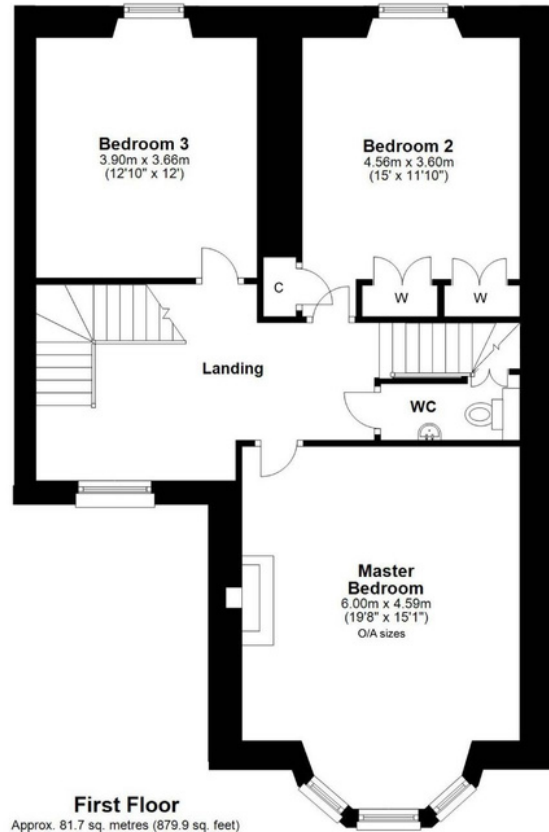 Bedroom 3
3.90m x 3.66m
(12'10" x 12')
Bedroom 2
4.56m x 3.60m
(15' x 11'10")
C
W
W
Landing
WC
Master
Bedroom
6.00m x 4.59m
(19'8" x 15'1")
O/A sizes
First Floor
Approx. 81.7 sq. metres (879.9 sq. feet)